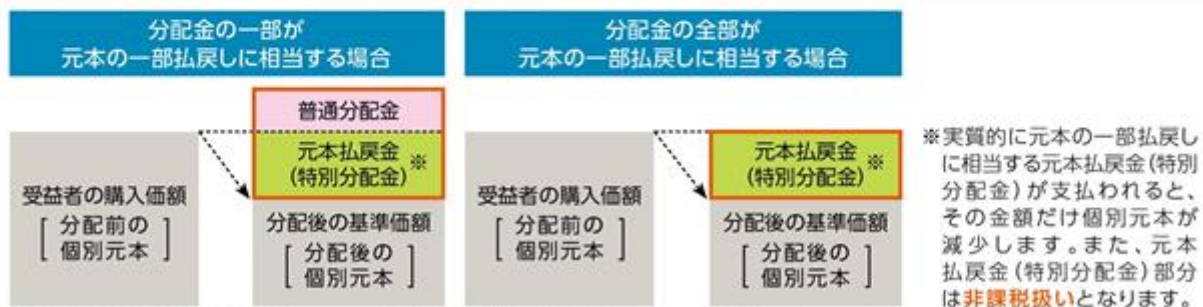 分配金の一部が
元本の一部払戻しに相当する場合
普通分配金
元本払戻金
(特別分配金)
※
受益者の購入価額
[分配前の
個別元本]
分配後の基準価額
[分配後の
個別元本]
分配金の全部が
元本の一部払戻しに相当する場合
元本払戻金
(特別分配金)
※
受益者の購入価額
[分配前の
個別元本]
分配後の基準価額
[分配後の
個別元本]
※実質的に元本の一部払戻し
に相当する元本払戻金(特別
分配金)が支払われると、
その金額だけ個別元本が
減少します。また、元本
払戻金(特別分配金)部分
は非課税扱いとなります。